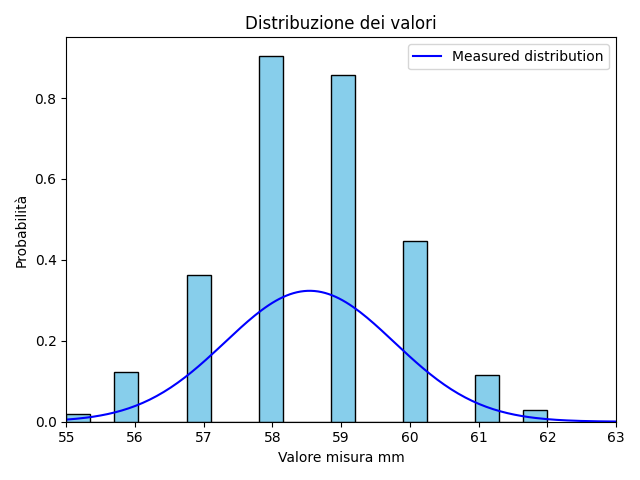 Distribuzione dei valori
Measured distribution
Probabilità
0.8
0.6
0.4
0.2
0.0
55 56 57 58 59 60 61 62 63
Valore misura mm